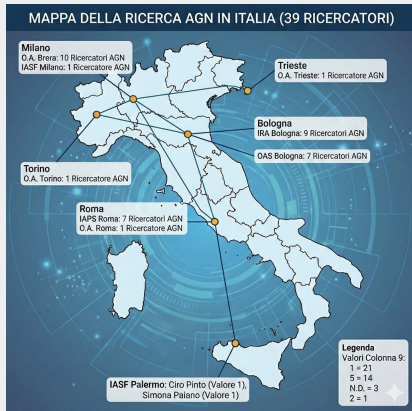 MAPPA DELLA RICERCA AGN IN ITALIA (39 RICERCATORI)
Milano
O.A. Brera: 10 Ricercatori AGN
IASF Milano: 1 Ricercatore AGN
Trieste
O.A. Trieste: 1 Ricercatore AGN
Bologna
IRA Bologna: 9 Ricercatori AGN
OAS Bologna: 7 Ricercatori AGN
Torino
O.A. Torino: 1 Ricercatore AGN
Roma
IAPS Roma: 7 Ricercatori AGN
O.A. Roma: 1 Ricercatore AGN
IASF Palermo: Ciro Pinto (Valore 1),
Simona Paiano (Valore 1)
Legenda
Valori Colonna 9:
1 = 21
5 = 14
N.D. = 3
2 = 1